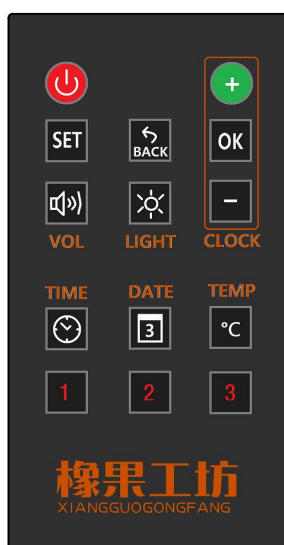 +
SET
BACK
OK
-
VOL
LIGHT
CLOCK
TIME
DATE
TEMP
3
°C
1
2
3
橡果工坊
XIANGGUOGONGFANG